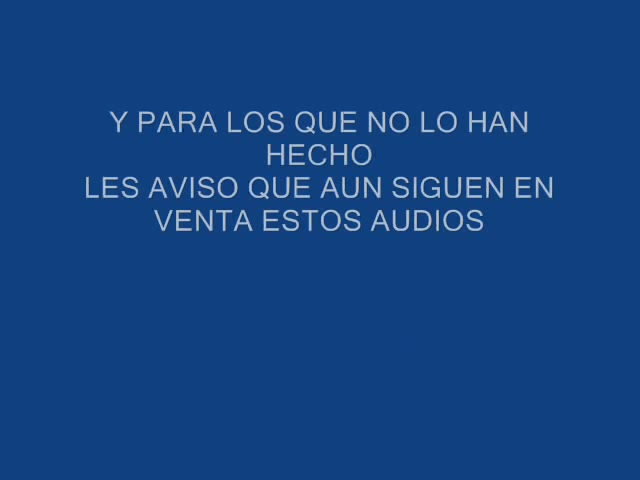 Y PARA LOS QUE NO LO HAN
HECHO
LES AVISO QUE AUN SIGUEN EN
VENTA ESTOS AUDIOS